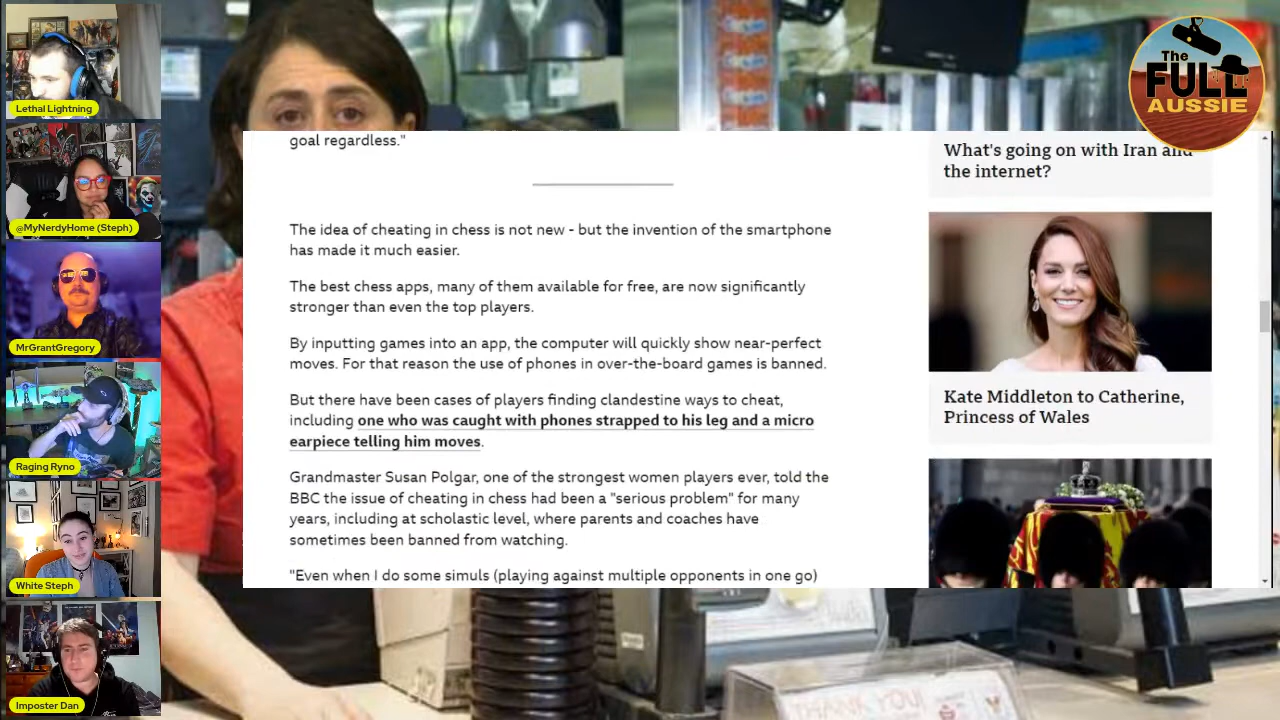 Lethal Lightning
@MyNerdyHome (Steph)
MrGrantGregory
Raging Ryno
White Steph
Imposter Dan
goal regardless."
The idea of cheating in chess is not new - but the invention of the smartphone
has made it much easier.
The best chess apps, many of them available for free, are now significantly
stronger than even the top players.
By inputting games into an app, the computer will quickly show near-perfect
moves. For that reason the use of phones in over-the-board games is banned.
But there have been cases of players finding clandestine ways to cheat,
including one who was caught with phones strapped to his leg and a micro
earpiece telling him moves.
Grandmaster Susan Polgar, one of the strongest women players ever, told the
BBC the issue of cheating in chess had been a "serious problem" for many
years, including at scholastic level, where parents and coaches have
sometimes been banned from watching.
"Even when I do some simuls (playing against multiple opponents in one go)
The
FULL
AUSSIE
What's going on with Iran and
the internet?
Kate Middleton to Catherine,
Princess of Wales
THANK YOU